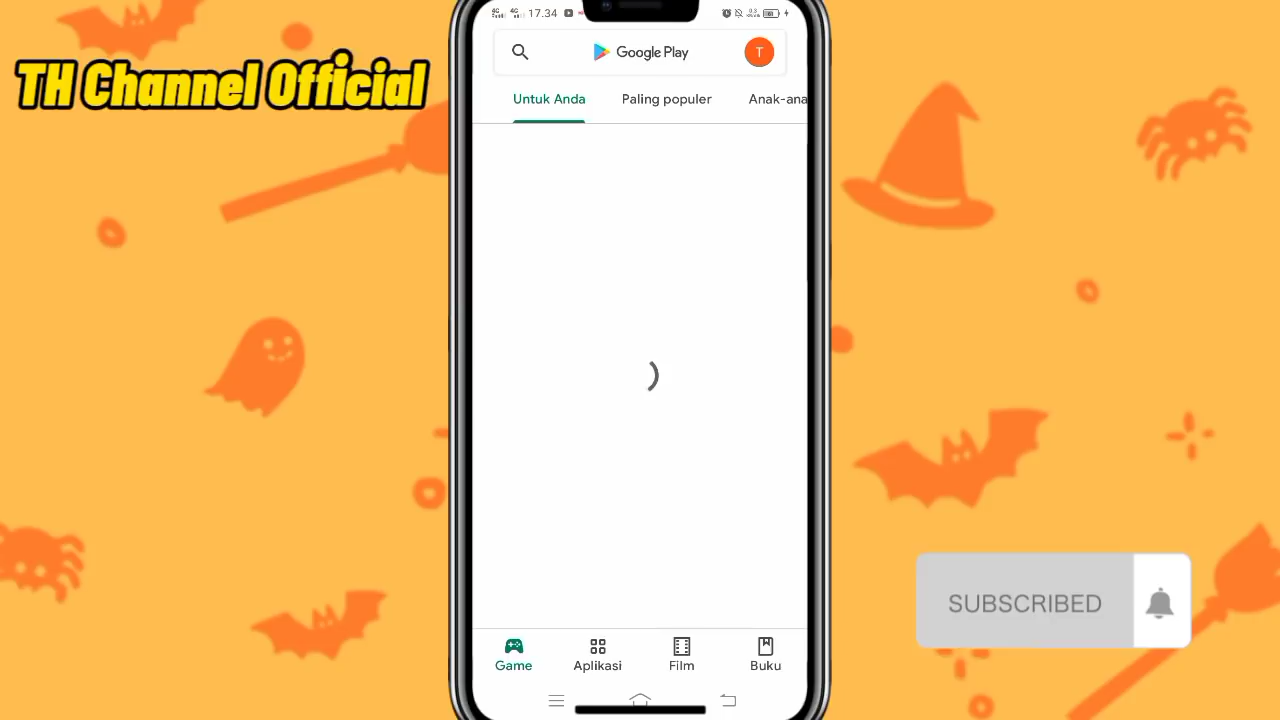 TH Channel Official
17.34
Google Play
T
Untuk Anda
Paling populer
Anak-ana
SUBSCRIBED
Game
Aplikasi
Film
Buku